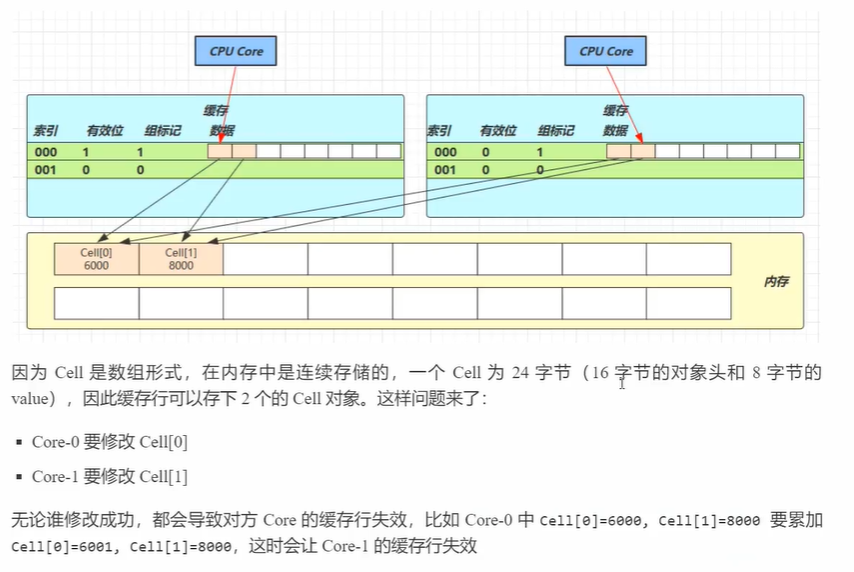 CPU Core CPU Core
缓存 缓存
索引 有效位 组标记 数据 索引 有效位 组标记 数据
000 1 1 000 0 1
001 0 0 001 0 0
Cell[0] Cell[1]
6000 8000
内存
因为 Cell 是数组形式，在内存中是连续存储的，一个 Cell 为 24 字节（16 字节的对象头和 8 字节的
value），因此缓存行可以存下 2 个的 Cell 对象。这样问题来了：
▪ Core-0 要修改 Cell[0]
▪ Core-1 要修改 Cell[1]
无论谁修改成功，都会导致对方 Core 的缓存行失效，比如 Core-0 中 Cell[0]=6000, Cell[1]=8000 要累加
Cell[0]=6001, Cell[1]=8000，这时会让 Core-1 的缓存行失效